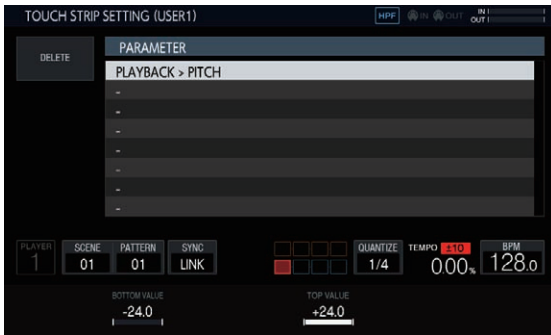 TOUCH STRIP SETTING (USER1)
HPF IN OUT IN
OUT
DELETE
PARAMETER
PLAYBACK > PITCH
-
-
-
-
-
-
-
PLAYER SCENE PATTERN SYNC QUANTIZE TEMPO ±10 BPM
1 01 01 LINK 1/4 0.00% 128.0
BOTTOM VALUE TOP VALUE
-24.0 +24.0